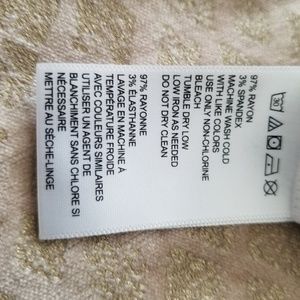 30
97% RAYON
3% SPANDEX
MACHINE WASH COLD
WITH LIKE COLORS
USE ONLY NON-CHLORINE
BLEACH
TUMBLE DRY LOW
LOW IRON AS NEEDED
DO NOT DRY CLEAN
97% RAYONNE
3% ÉLASTHANNE
LAVAGE EN MACHINE À
TEMPÉRATURE FROIDE
AVEC COULEURS SIMILAIRES
UTILISER UN AGENT DE
BLANCHIMENT SANS CHLORE SI
NÉCESSAIRE
METTRE AU SÈCHE-LINGE